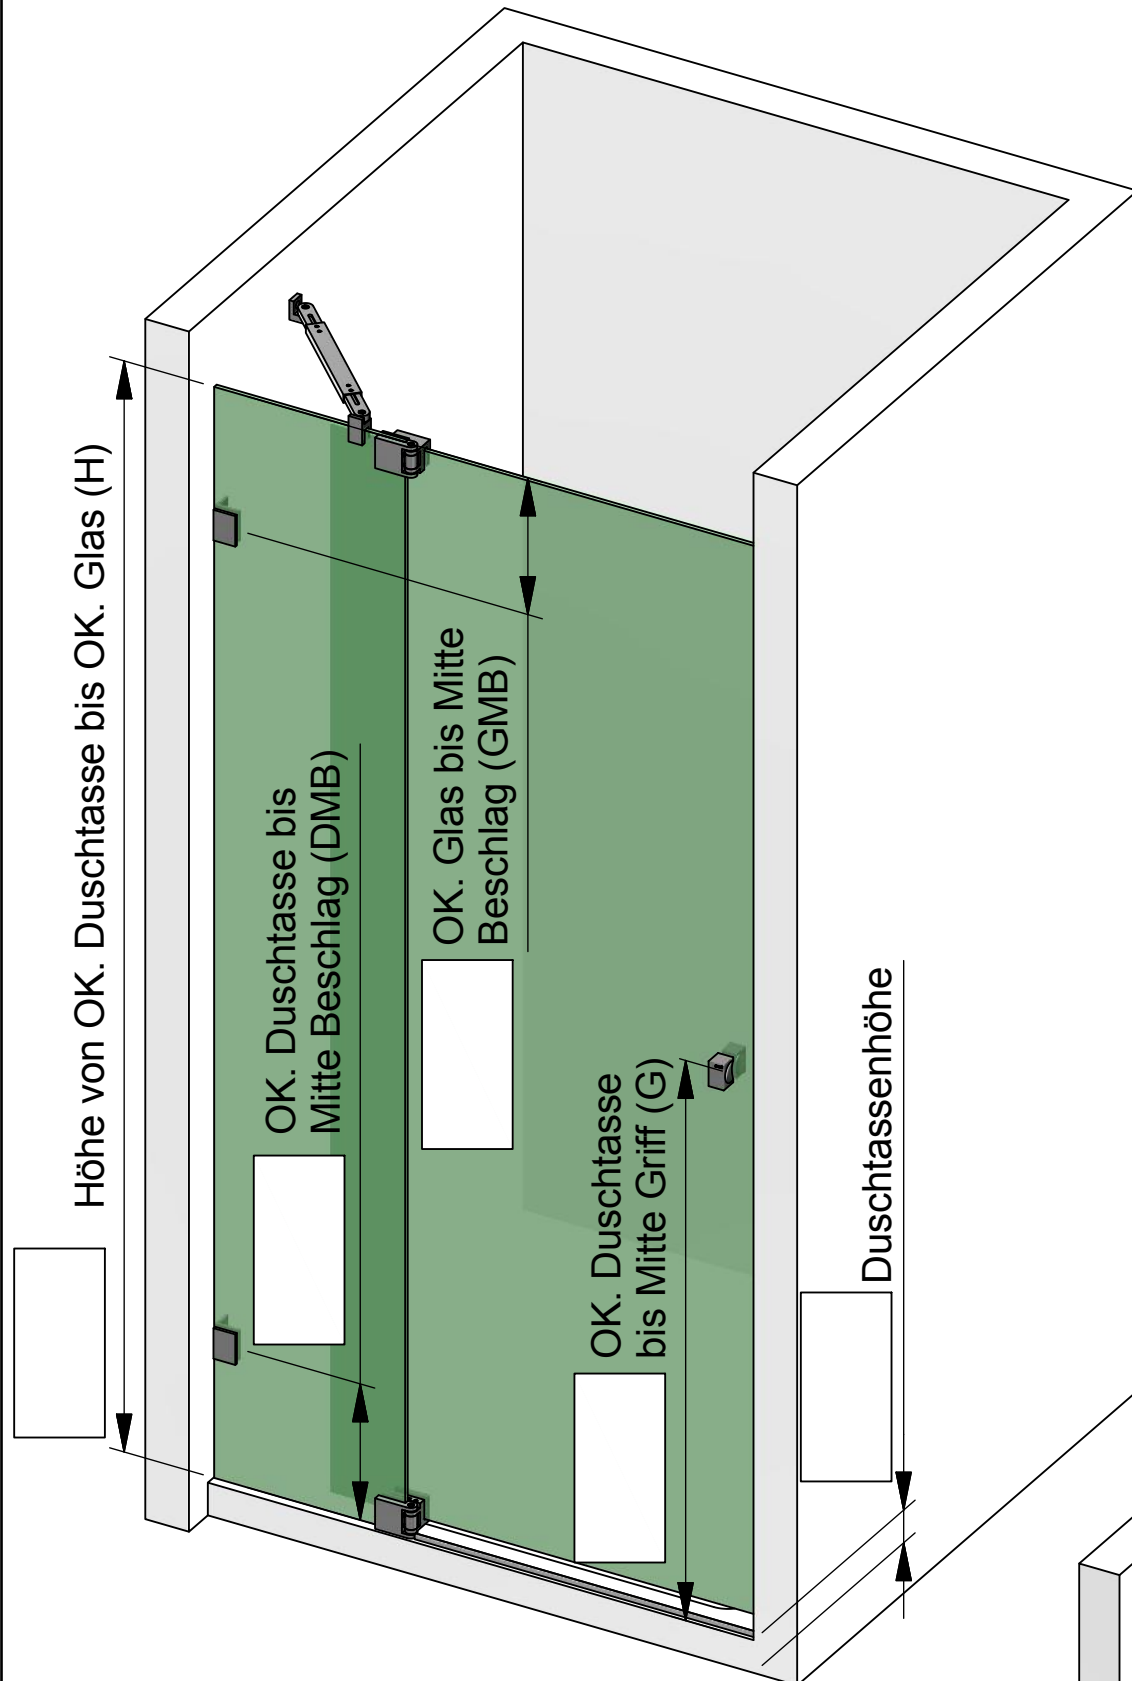 Höhe von OK. Duschtasse bis OK. Glas (H)
OK. Duschtasse bis
Mitte Beschlag (DMB)
OK. Glas bis Mitte
Beschlag (GMB)
OK. Duschtasse
bis Mitte Griff (G)
Duschtassenhöhe